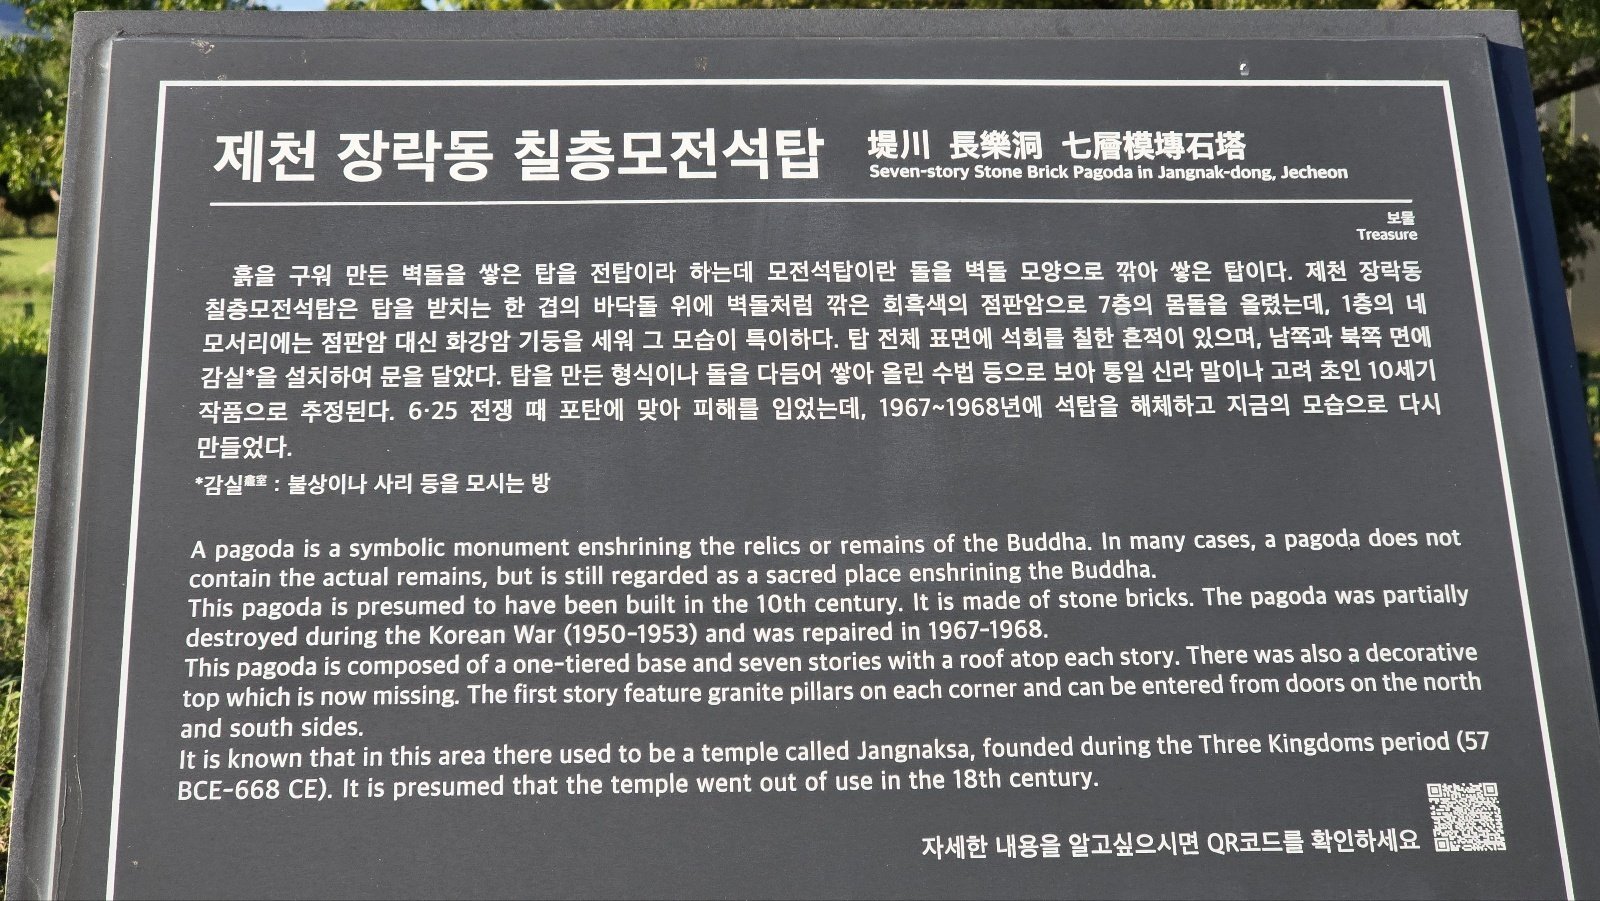 제천 장락동 칠층모전석탑
堤川 長樂洞 七層模塼石塔
Seven-story Stone Brick Pagoda in Jangnak-dong, Jecheon
보물
Treasure
흙을 구워 만든 벽돌을 쌓은 탑을 전탑이라 하는데 모전석탑이란 돌을 벽돌 모양으로 깎아 쌓은 탑이다. 제천 장락동
칠층모전석탑은 탑을 받치는 한 겹의 바닥돌 위에 벽돌처럼 깎은 회흑색의 점판암으로 7층의 몸돌을 올렸는데, 1층의 네
모서리에는 점판암 대신 화강암 기둥을 세워 그 모습이 특이하다. 탑 전체 표면에 석회를 칠한 흔적이 있으며, 남쪽과 북쪽 면에
감실*을 설치하여 문을 달았다. 탑을 만든 형식이나 돌을 다듬어 쌓아 올린 수법 등으로 보아 통일 신라 말이나 고려 초인 10세기
작품으로 추정된다. 6·25 전쟁 때 포탄에 맞아 피해를 입었는데, 1967~1968년에 석탑을 해체하고 지금의 모습으로 다시
만들었다.
*감실龕室 : 불상이나 사리 등을 모시는 방
A pagoda is a symbolic monument enshrining the relics or remains of the Buddha. In many cases, a pagoda does not
contain the actual remains, but is still regarded as a sacred place enshrining the Buddha.
This pagoda is presumed to have been built in the 10th century. It is made of stone bricks. The pagoda was partially
destroyed during the Korean War (1950-1953) and was repaired in 1967-1968.
This pagoda is composed of a one-tiered base and seven stories with a roof atop each story. There was also a decorative
top which is now missing. The first story feature granite pillars on each corner and can be entered from doors on the north
and south sides.
It is known that in this area there used to be a temple called Jangnaksa, founded during the Three Kingdoms period (57
BCE-668 CE). It is presumed that the temple went out of use in the 18th century.
자세한 내용을 알고싶으시면 QR코드를 확인하세요